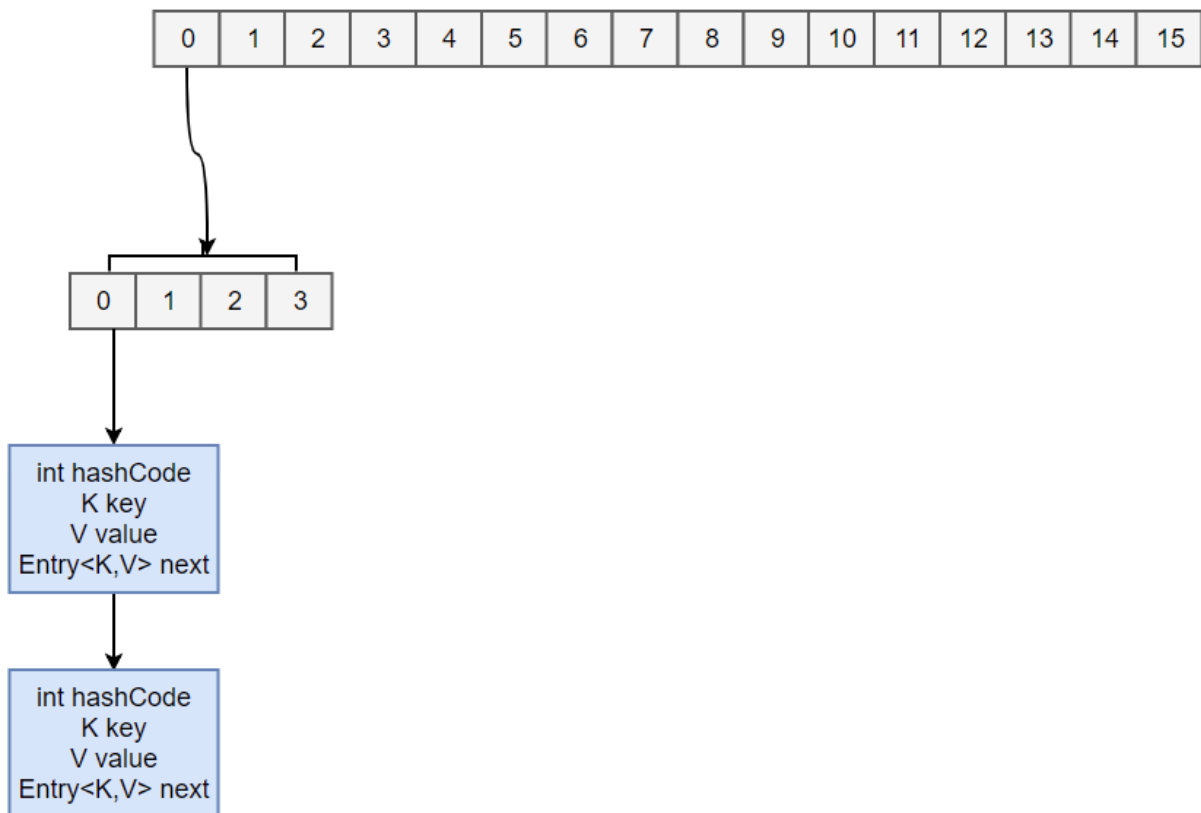 0 1 2 3 4 5 6 7 8 9 10 11 12 13 14 15
0 1 2 3
int hashCode
K key
V value
Entry<K,V> next
int hashCode
K key
V value
Entry<K,V> next